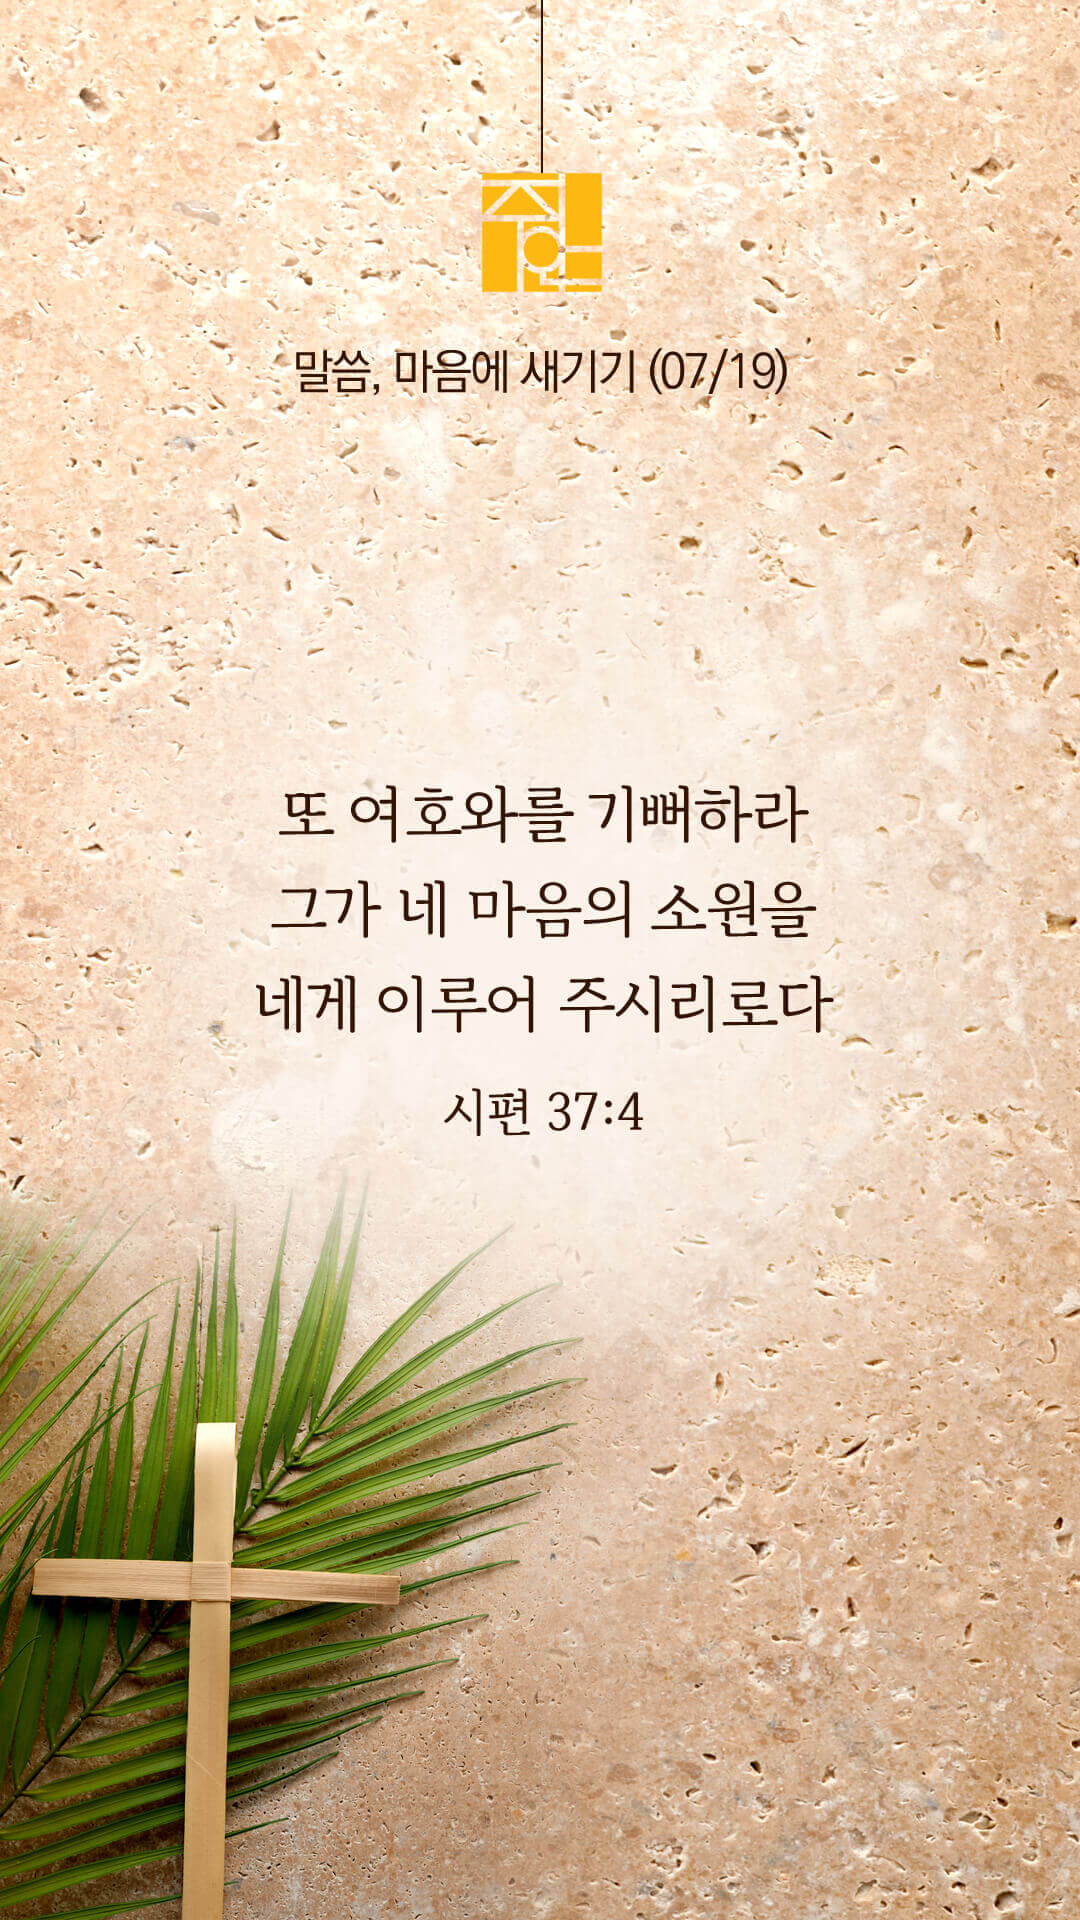 말씀, 마음에 새기기 (07/19)
또 여호와를 기뻐하라
그가 네 마음의 소원을
네게 이루어 주시리로다
시편 37:4